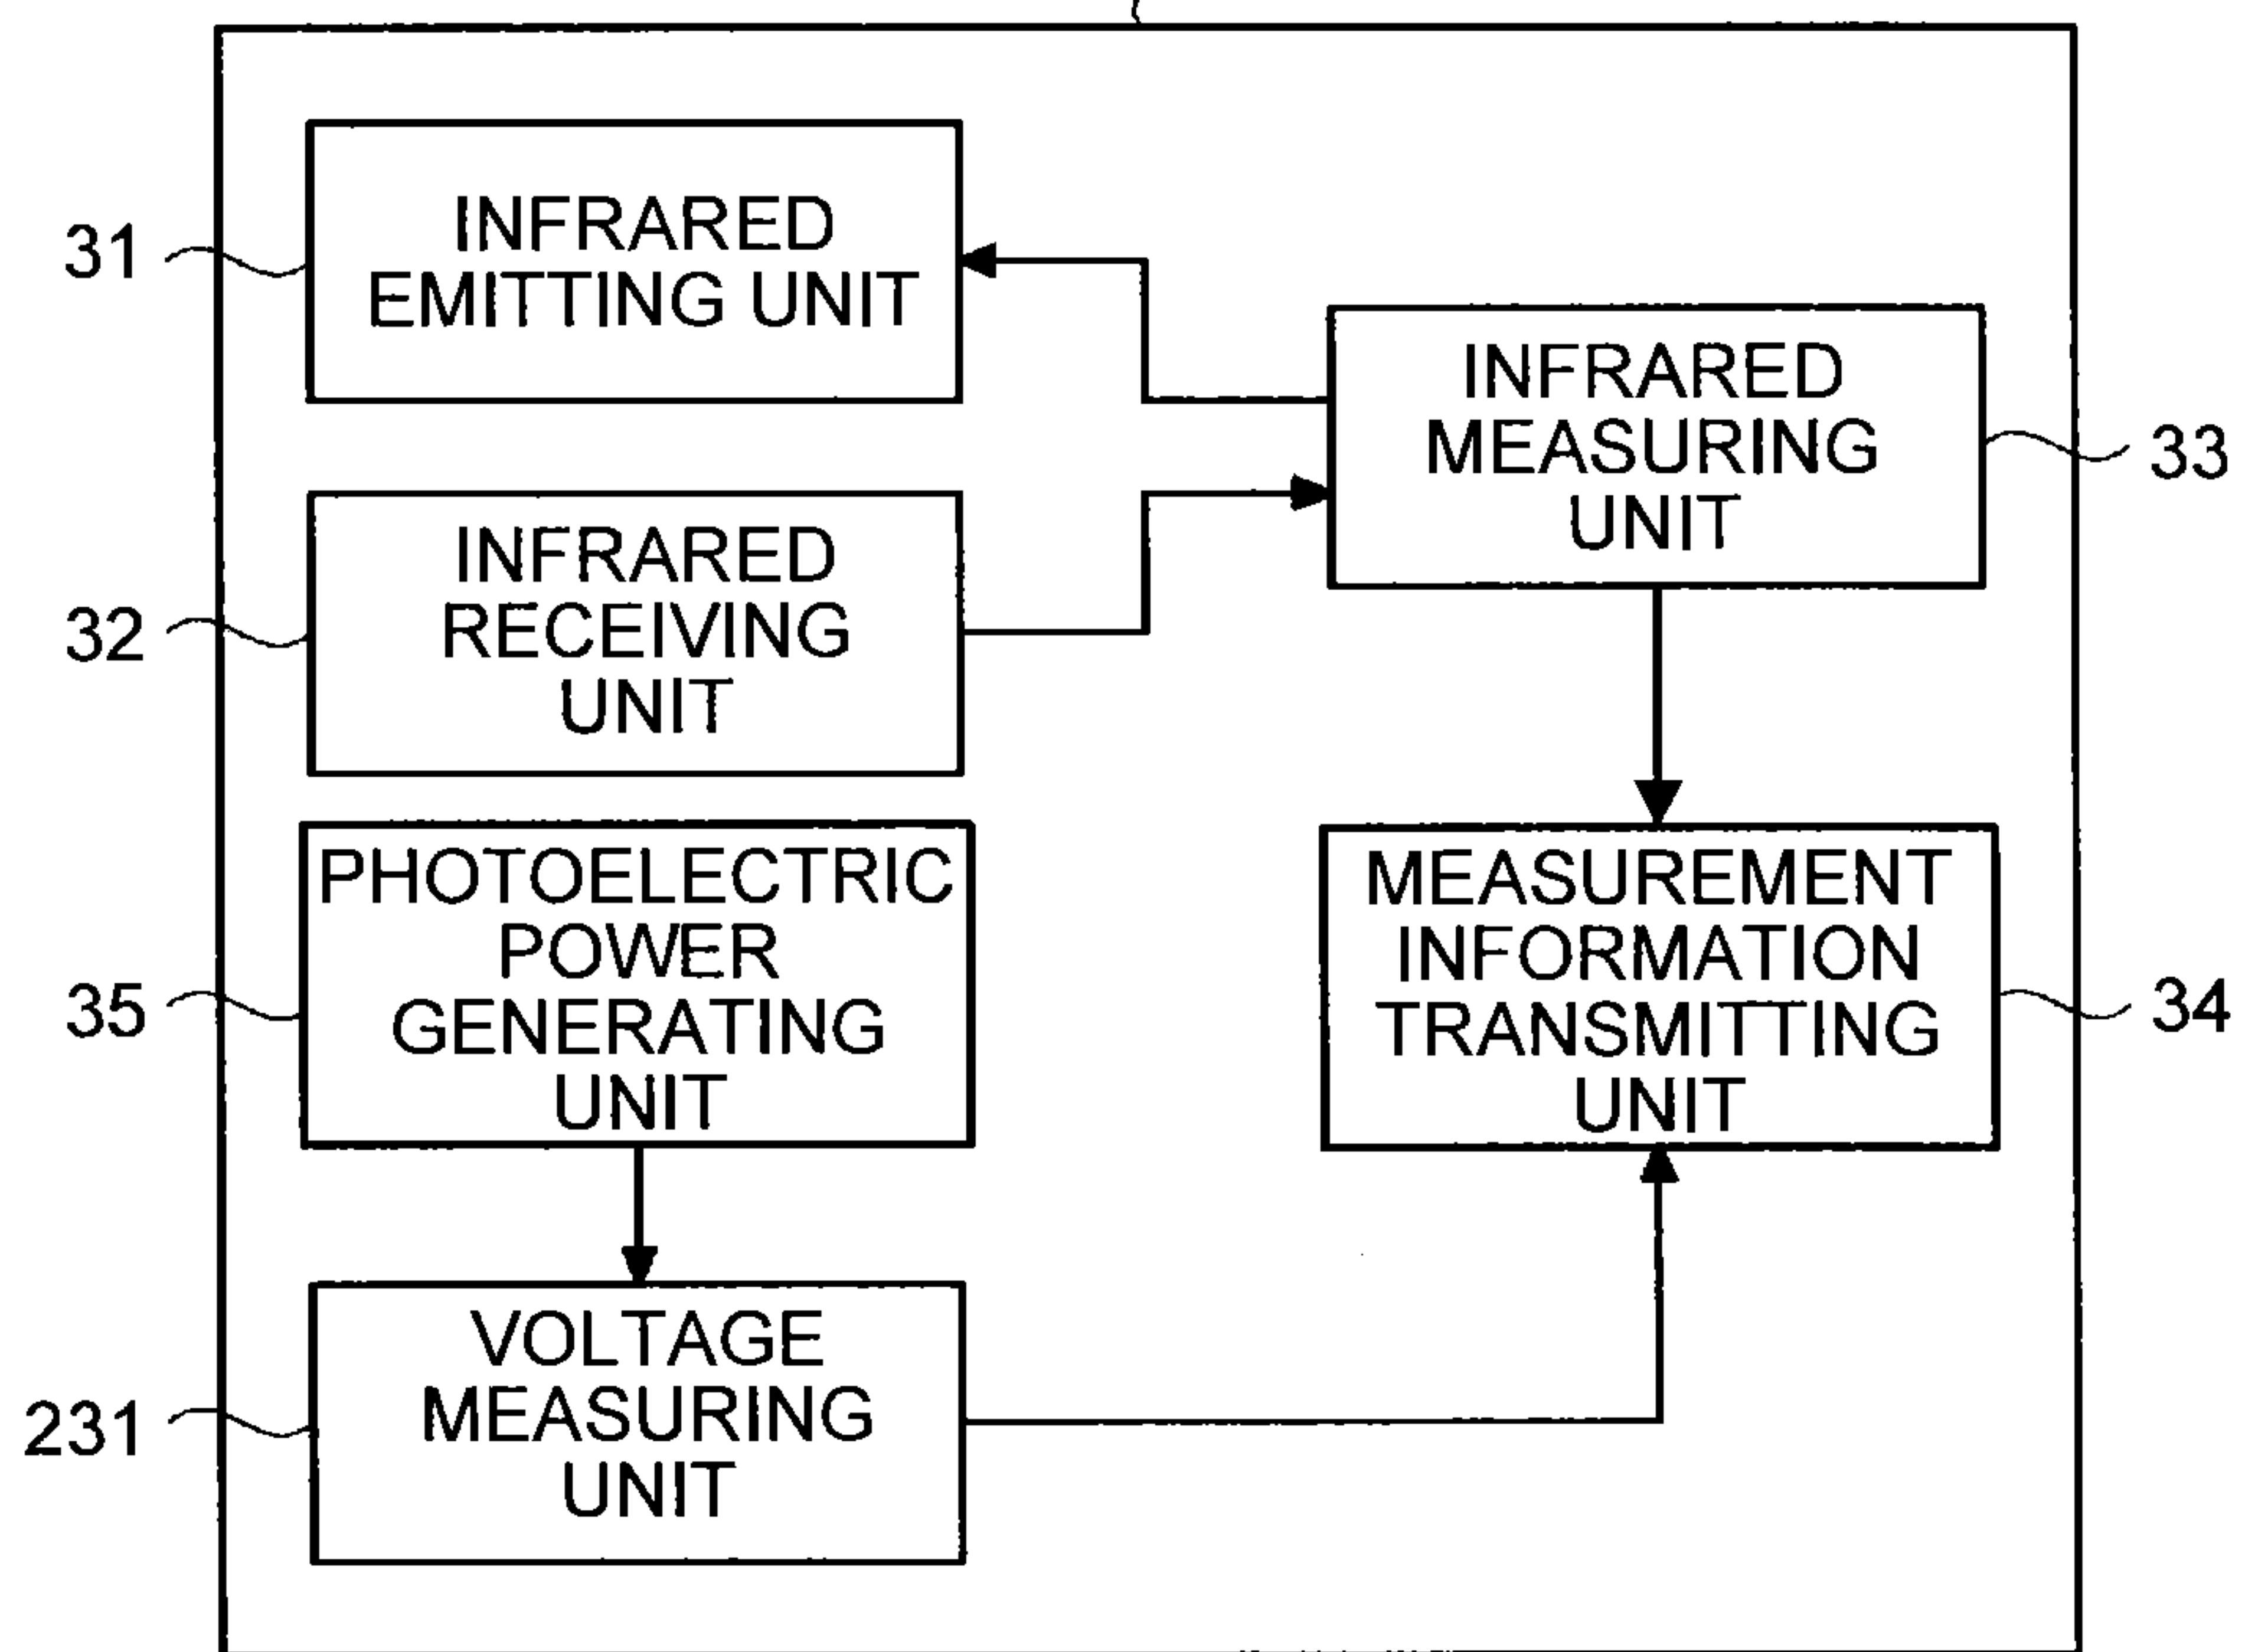 31
INFRARED
EMITTING UNIT
INFRARED
MEASURING
UNIT
33
32
INFRARED
RECEIVING
UNIT
35
PHOTOELECTRIC
POWER
GENERATING
UNIT
MEASUREMENT
INFORMATION
TRANSMITTING
UNIT
34
231
VOLTAGE
MEASURING
UNIT